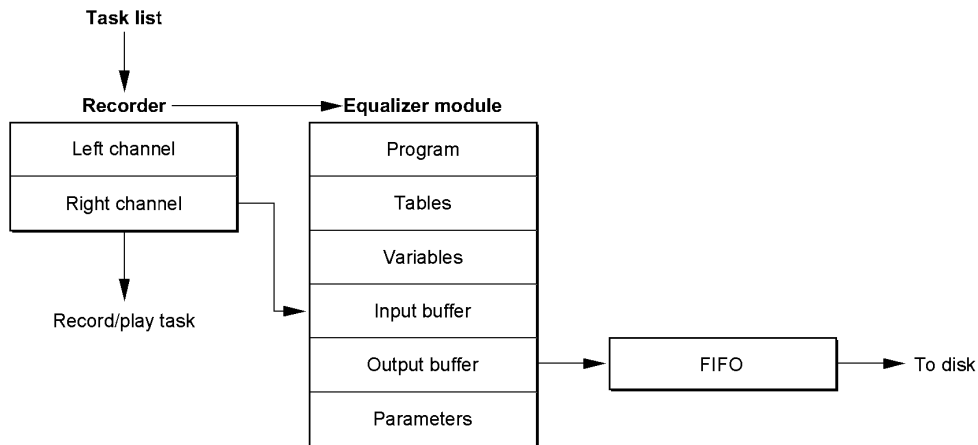 Task list
Recorder
Equalizer module
Left channel
Right channel
Record/play task
Program
Tables
Variables
Input buffer
Output buffer
Parameters
FIFO
To disk